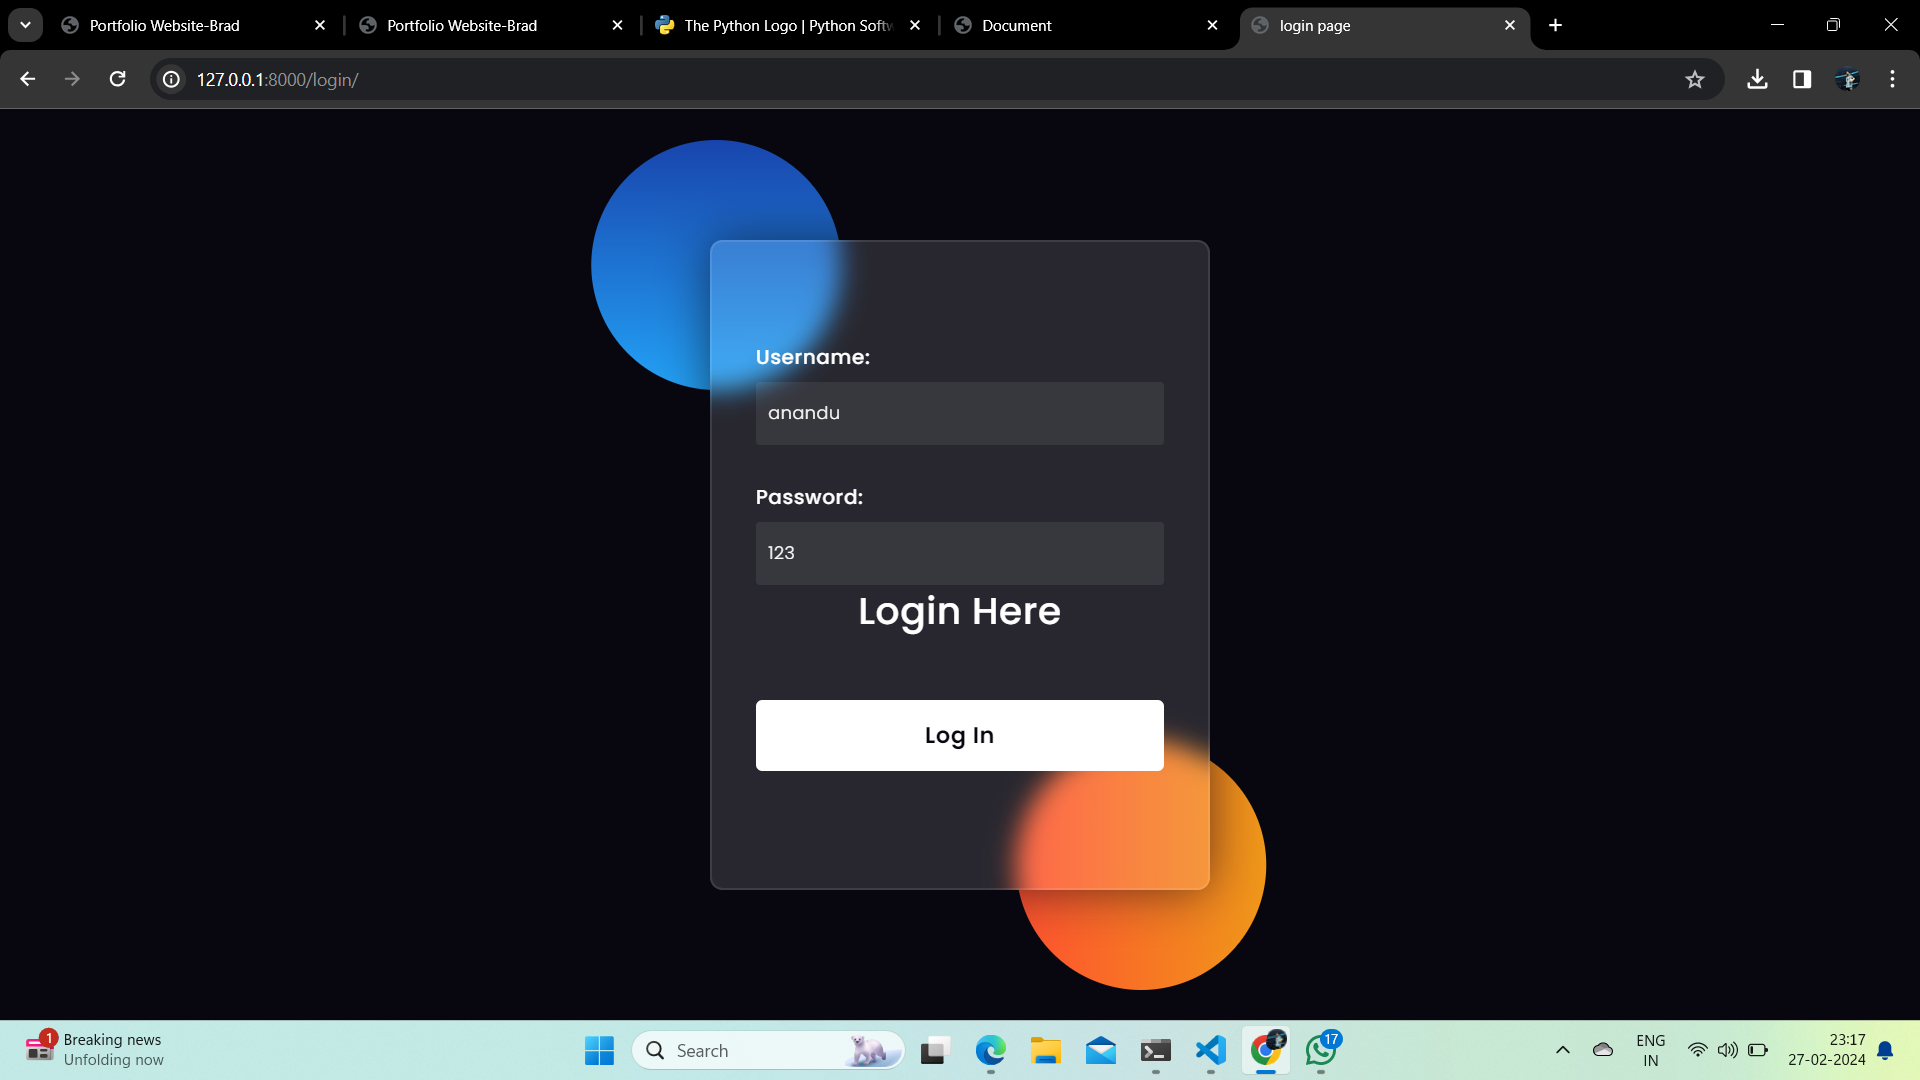 Portfolio Website-Brad
Portfolio Website-Brad
The Python Logo | Python Softw
Document
login page
127.0.0.1:8000/login/
Username:
anandu
Password:
123
Login Here
Log In
1
Breaking news
Unfolding now
Search
17
ENG
IN
23:17
27-02-2024